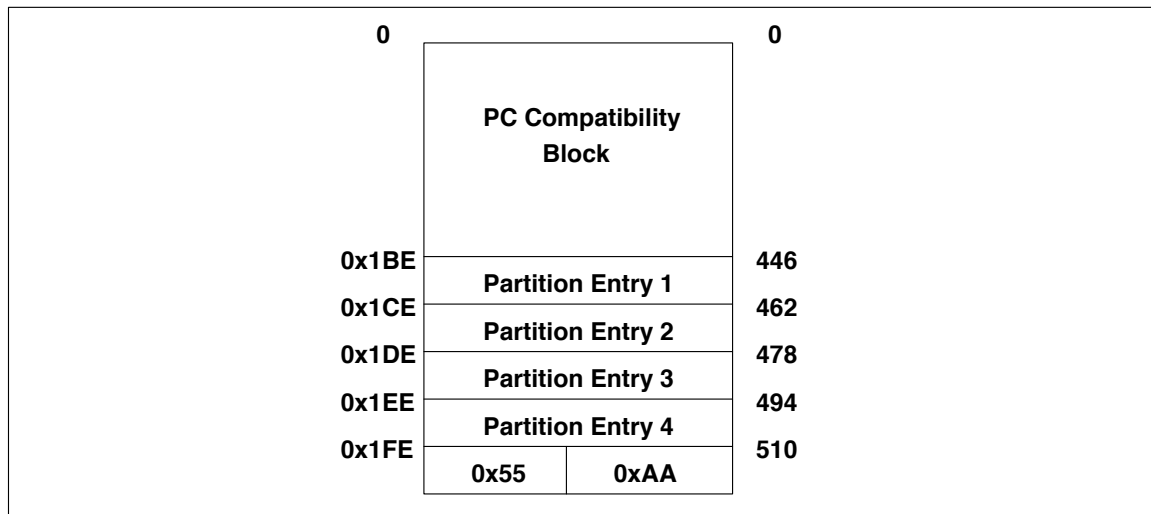 0 0
PC Compatibility
Block
0x1BE 446
Partition Entry 1
0x1CE 462
Partition Entry 2
0x1DE 478
Partition Entry 3
0x1EE 494
Partition Entry 4
0x1FE 510
0x55 0xAA